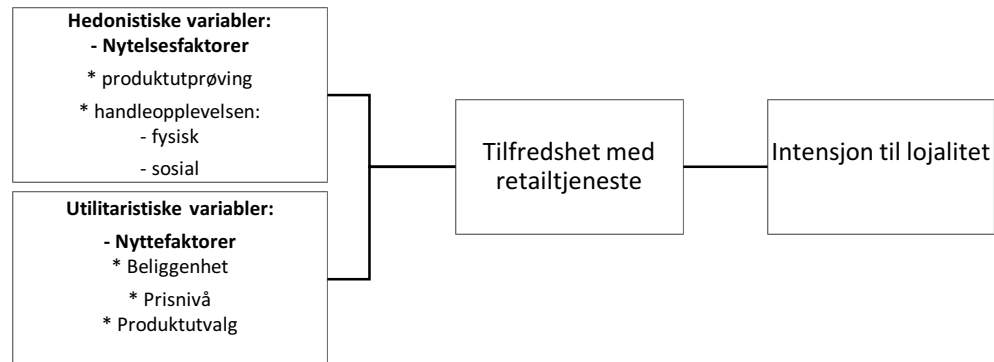 Hedonistiske variabler:
- Nytelsesfaktorer
* produktutprøving
* handleopplevelsen:
- fysisk
- sosial
Utilitaristiske variabler:
- Nyttefaktorer
* Beliggenhet
* Prisnivå
* Produktutvalg
Tilfredshet med
retailtjeneste
Intensjon til lojalitet